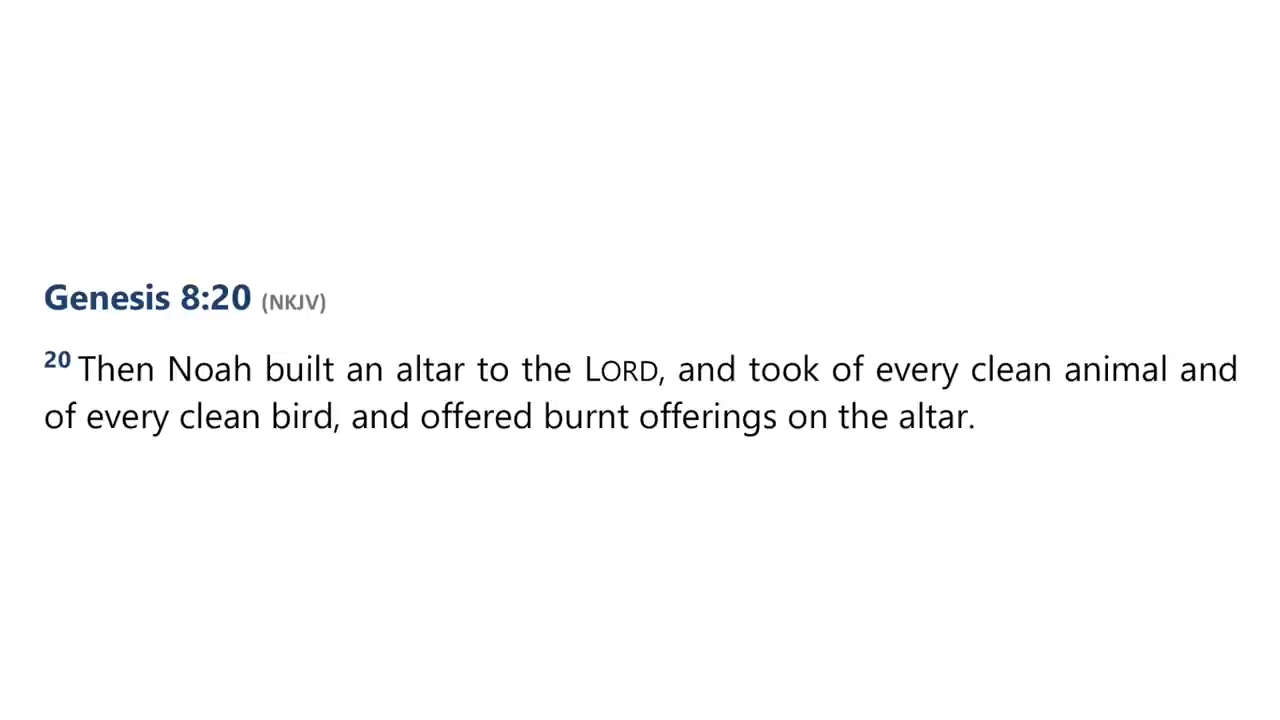 Genesis 8:20 (NKJV)
20 Then Noah built an altar to the LORD, and took of every clean animal and
of every clean bird, and offered burnt offerings on the altar.